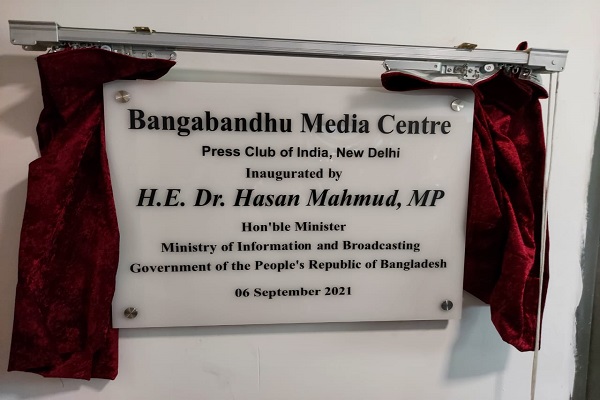 Bangabandhu Media Centre
Press Club of India, New Delhi
Inaugurated by
H.E. Dr. Hasan Mahmud, MP
Hon'ble Minister
Ministry of Information and Broadcasting
Government of the People's Republic of Bangladesh
06 September 2021